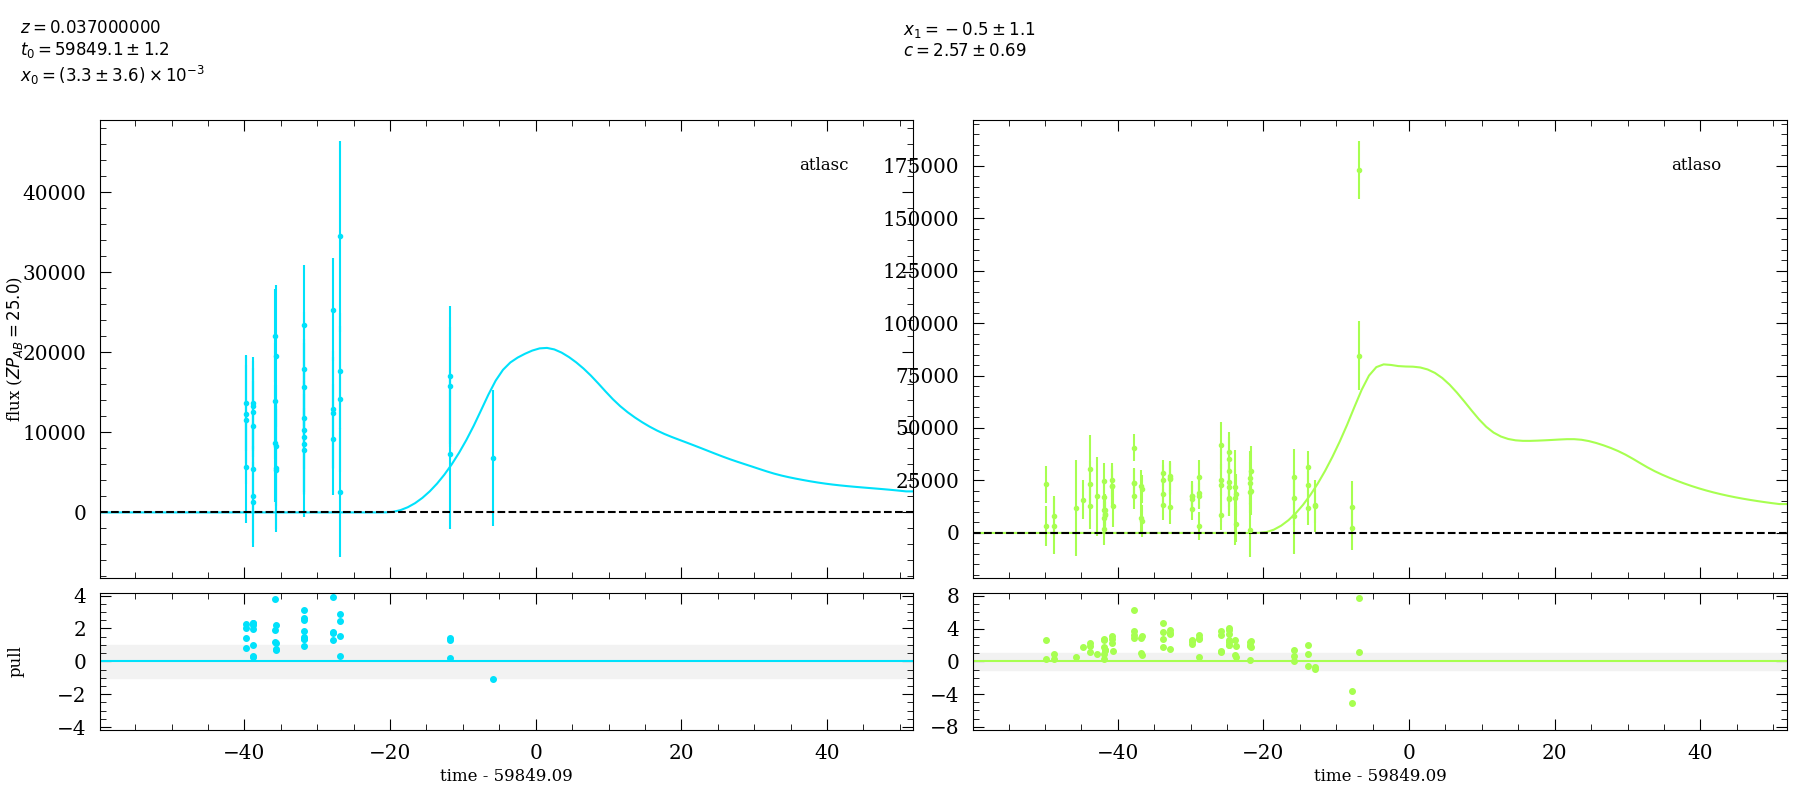 z = 0.037000000
t₀ = 59849.1 ± 1.2
x₀ = (3.3 ± 3.6) × 10⁻³
x₁ = −0.5 ± 1.1
c = 2.57 ± 0.69
atlasc
flux (ZP_AB = 25.0)
40000
30000
20000
10000
0
atlaso
175000
150000
125000
100000
75000
50000
25000
0
pull
4
2
0
−2
−4
−40 −20 0 20 40
time - 59849.09
8
4
0
−4
−8
−40 −20 0 20 40
time - 59849.09